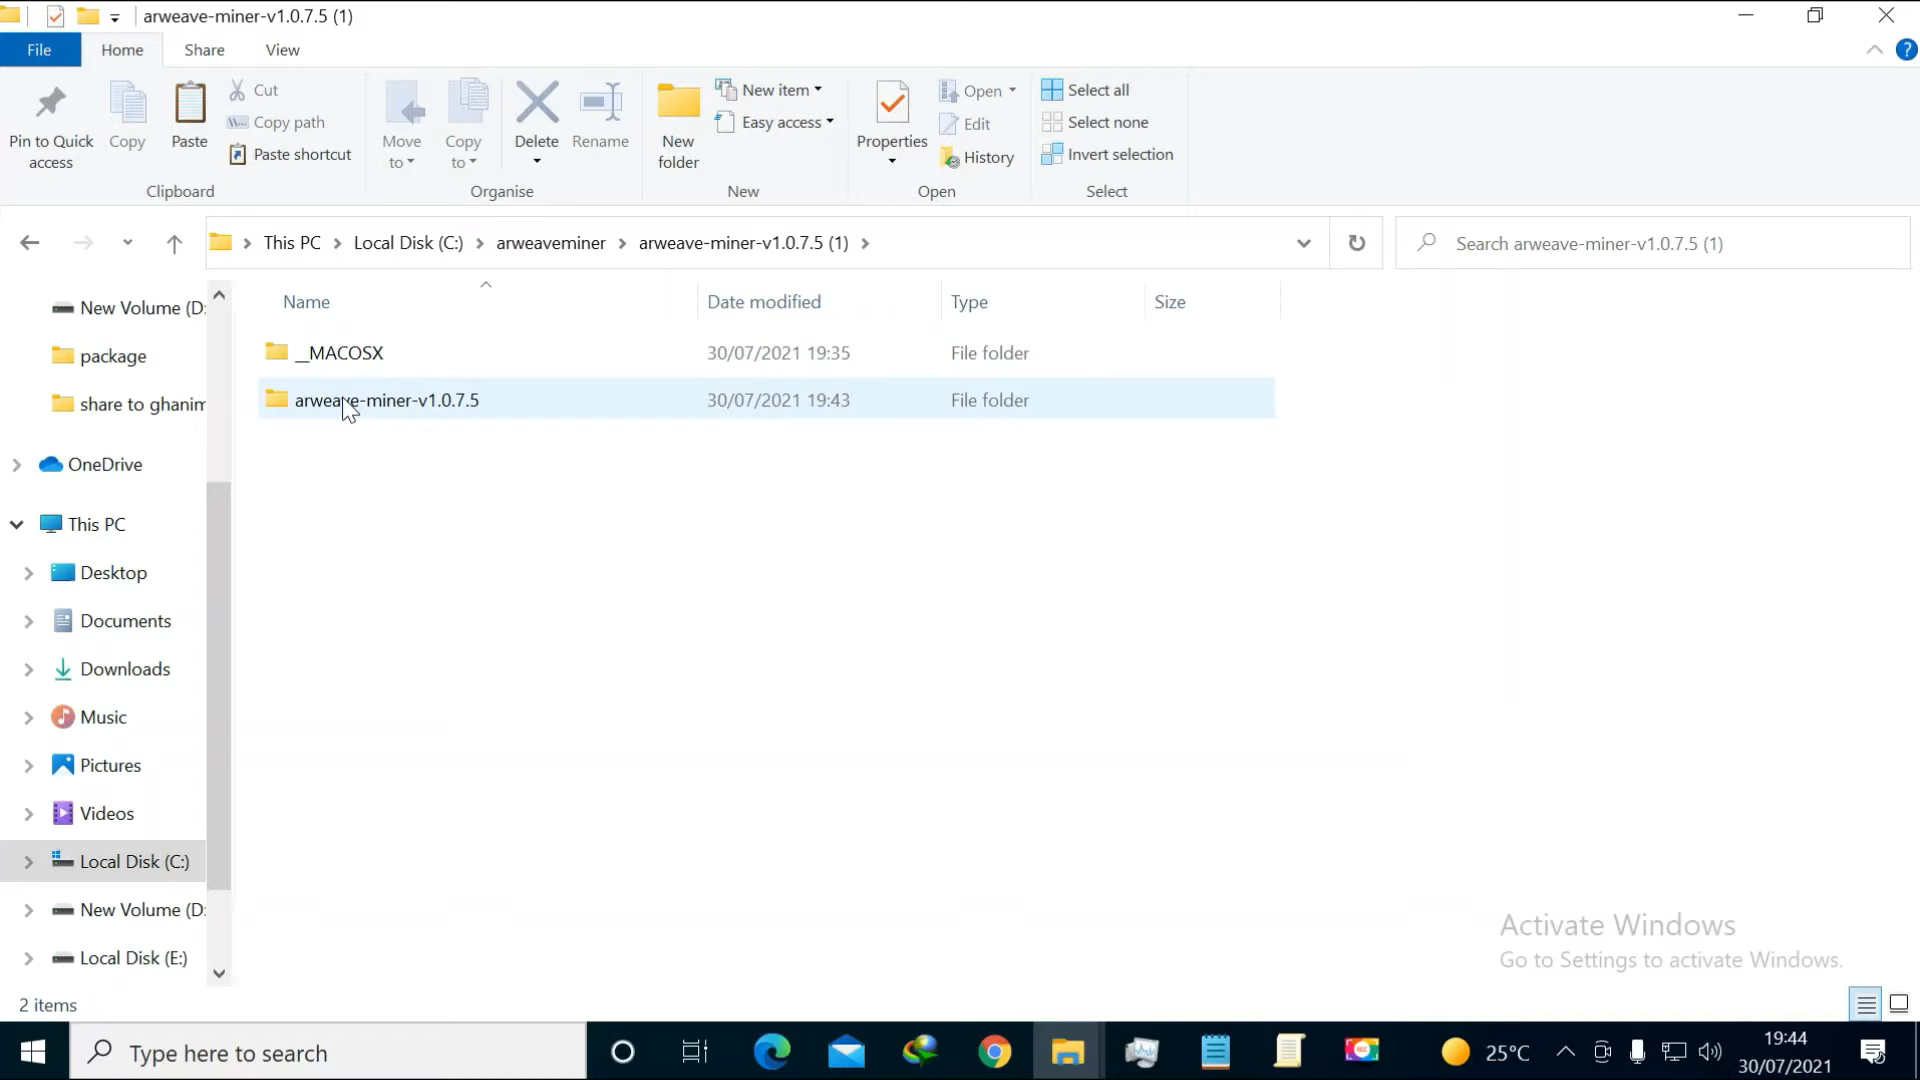 arweave-miner-v1.0.7.5 (1)
File
Home
Share
View
Pin to Quick
access
Copy
Paste
Cut
Copy path
Paste shortcut
Clipboard
Move
to
Copy
to
Delete
Rename
Organise
New
folder
New item
Easy access
New
Properties
Open
Edit
History
Open
Select all
Select none
Invert selection
Select
This PC
Local Disk (C:)
arweaveminer
arweave-miner-v1.0.7.5 (1)
Search arweave-miner-v1.0.7.5 (1)
New Volume (D:
package
share to ghanim
OneDrive
This PC
Desktop
Documents
Downloads
Music
Pictures
Videos
Local Disk (C:)
New Volume (D:
Local Disk (E:)
Name
Date modified
Type
Size
__MACOSX
30/07/2021 19:35
File folder
arweave-miner-v1.0.7.5
30/07/2021 19:43
File folder
Activate Windows
Go to Settings to activate Windows.
2 items
Type here to search
25°C
19:44
30/07/2021